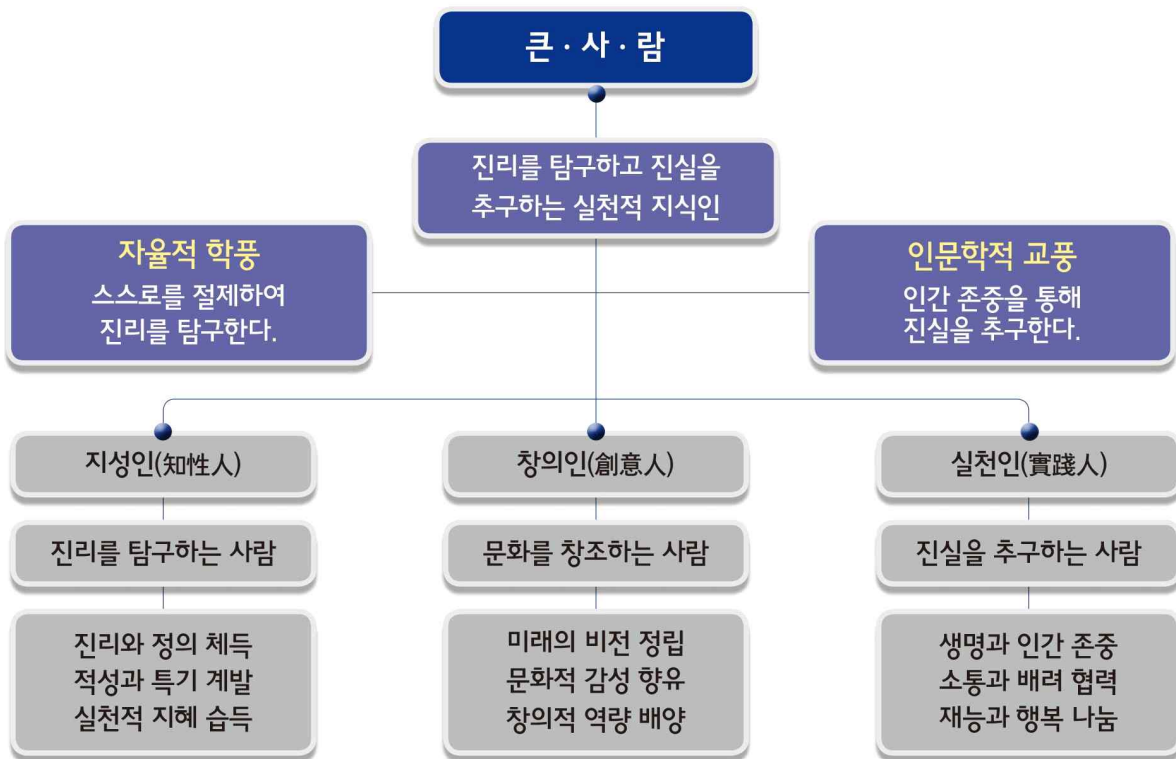 큰 · 사 · 람
진리를 탐구하고 진실을
추구하는 실천적 지식인
자율적 학풍
스스로를 절제하여
진리를 탐구한다.
인문학적 교풍
인간 존중을 통해
진실을 추구한다.
지성인(知性人)
진리를 탐구하는 사람
진리와 정의 체득
적성과 특기 계발
실천적 지혜 습득
창의인(創意人)
문화를 창조하는 사람
미래의 비전 정립
문화적 감성 향유
창의적 역량 배양
실천인(實踐人)
진실을 추구하는 사람
생명과 인간 존중
소통과 배려 협력
재능과 행복 나눔